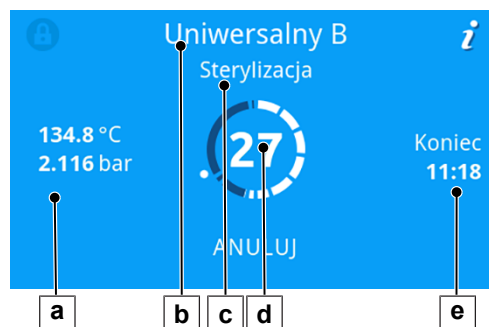 Uniwersalny B
i
Sterylizacja
134.8 °C
2.116 bar
27
Koniec
11:18
ANULUJ
a b c d e